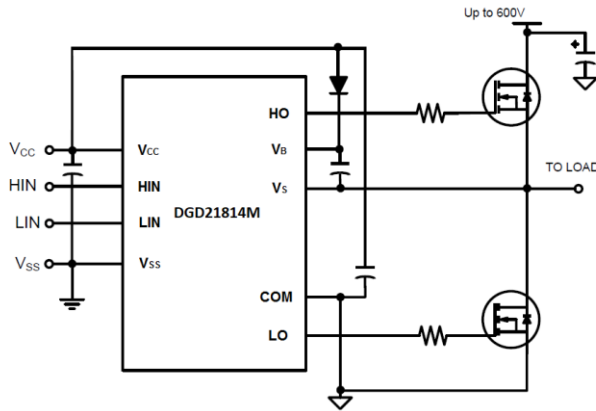 Up to 600V
HO
VCC
VCC
VB
HIN
HIN
VS
TO LOAD
DGD21814M
LIN
LIN
VSS
VSS
COM
LO